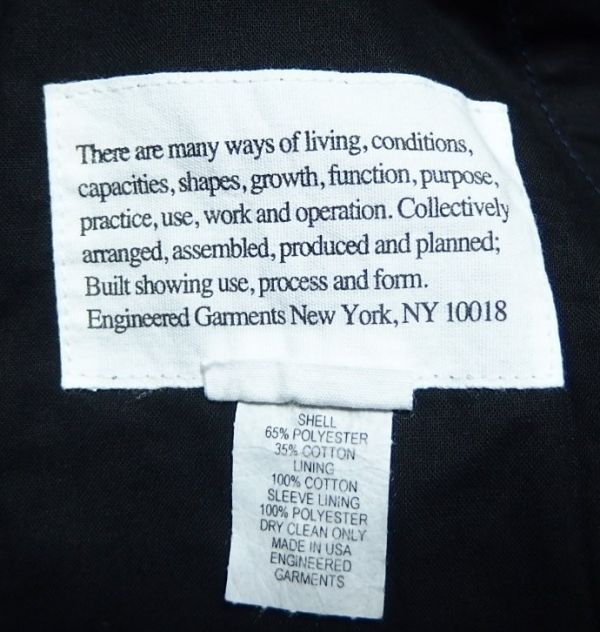 There are many ways of living, conditions,
capacities, shapes, growth, function, purpose,
practice, use, work and operation. Collectively
arranged, assembled, produced and planned;
Built showing use, process and form.
Engineered Garments New York, NY 10018
SHELL
65% POLYESTER
35% COTTON
LINING
100% COTTON
SLEEVE LINING
100% POLYESTER
DRY CLEAN ONLY
MADE IN USA
ENGINEERED
GARMENTS